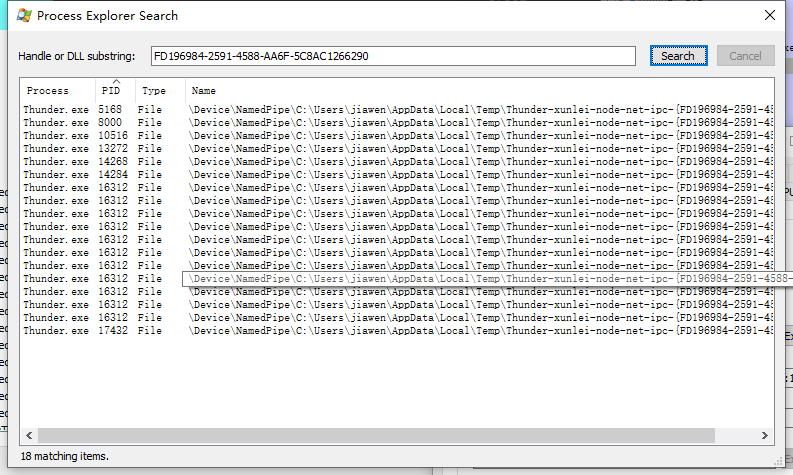 Process Explorer Search
Handle or DLL substring: FD196984-2591-4588-AA6F-5C8AC1266290 Search Cancel
Process PID Type Name
Thunder.exe 5168 File \Device\NamedPipe\C:\Users\jiawen\AppData\Local\Temp\Thunder-xunlei-node-net-ipc-{FD196984-2591-45
Thunder.exe 8000 File \Device\NamedPipe\C:\Users\jiawen\AppData\Local\Temp\Thunder-xunlei-node-net-ipc-{FD196984-2591-45
Thunder.exe 10516 File \Device\NamedPipe\C:\Users\jiawen\AppData\Local\Temp\Thunder-xunlei-node-net-ipc-{FD196984-2591-45
Thunder.exe 13272 File \Device\NamedPipe\C:\Users\jiawen\AppData\Local\Temp\Thunder-xunlei-node-net-ipc-{FD196984-2591-45
Thunder.exe 14268 File \Device\NamedPipe\C:\Users\jiawen\AppData\Local\Temp\Thunder-xunlei-node-net-ipc-{FD196984-2591-45
Thunder.exe 14284 File \Device\NamedPipe\C:\Users\jiawen\AppData\Local\Temp\Thunder-xunlei-node-net-ipc-{FD196984-2591-45
Thunder.exe 16312 File \Device\NamedPipe\C:\Users\jiawen\AppData\Local\Temp\Thunder-xunlei-node-net-ipc-{FD196984-2591-45
Thunder.exe 16312 File \Device\NamedPipe\C:\Users\jiawen\AppData\Local\Temp\Thunder-xunlei-node-net-ipc-{FD196984-2591-45
Thunder.exe 16312 File \Device\NamedPipe\C:\Users\jiawen\AppData\Local\Temp\Thunder-xunlei-node-net-ipc-{FD196984-2591-45
Thunder.exe 16312 File \Device\NamedPipe\C:\Users\jiawen\AppData\Local\Temp\Thunder-xunlei-node-net-ipc-{FD196984-2591-45
Thunder.exe 16312 File \Device\NamedPipe\C:\Users\jiawen\AppData\Local\Temp\Thunder-xunlei-node-net-ipc-{FD196984-2591-45
Thunder.exe 16312 File \Device\NamedPipe\C:\Users\jiawen\AppData\Local\Temp\Thunder-xunlei-node-net-ipc-{FD196984-2591-45
Thunder.exe 16312 File \Device\NamedPipe\C:\Users\jiawen\AppData\Local\Temp\Thunder-xunlei-node-net-ipc-{FD196984-2591-45
Thunder.exe 16312 File \Device\NamedPipe\C:\Users\jiawen\AppData\Local\Temp\Thunder-xunlei-node-net-ipc-{FD196984-2591-4588-
Thunder.exe 16312 File \Device\NamedPipe\C:\Users\jiawen\AppData\Local\Temp\Thunder-xunlei-node-net-ipc-{FD196984-2591-45
Thunder.exe 16312 File \Device\NamedPipe\C:\Users\jiawen\AppData\Local\Temp\Thunder-xunlei-node-net-ipc-{FD196984-2591-45
Thunder.exe 16312 File \Device\NamedPipe\C:\Users\jiawen\AppData\Local\Temp\Thunder-xunlei-node-net-ipc-{FD196984-2591-45
Thunder.exe 17432 File \Device\NamedPipe\C:\Users\jiawen\AppData\Local\Temp\Thunder-xunlei-node-net-ipc-{FD196984-2591-45
18 matching items.